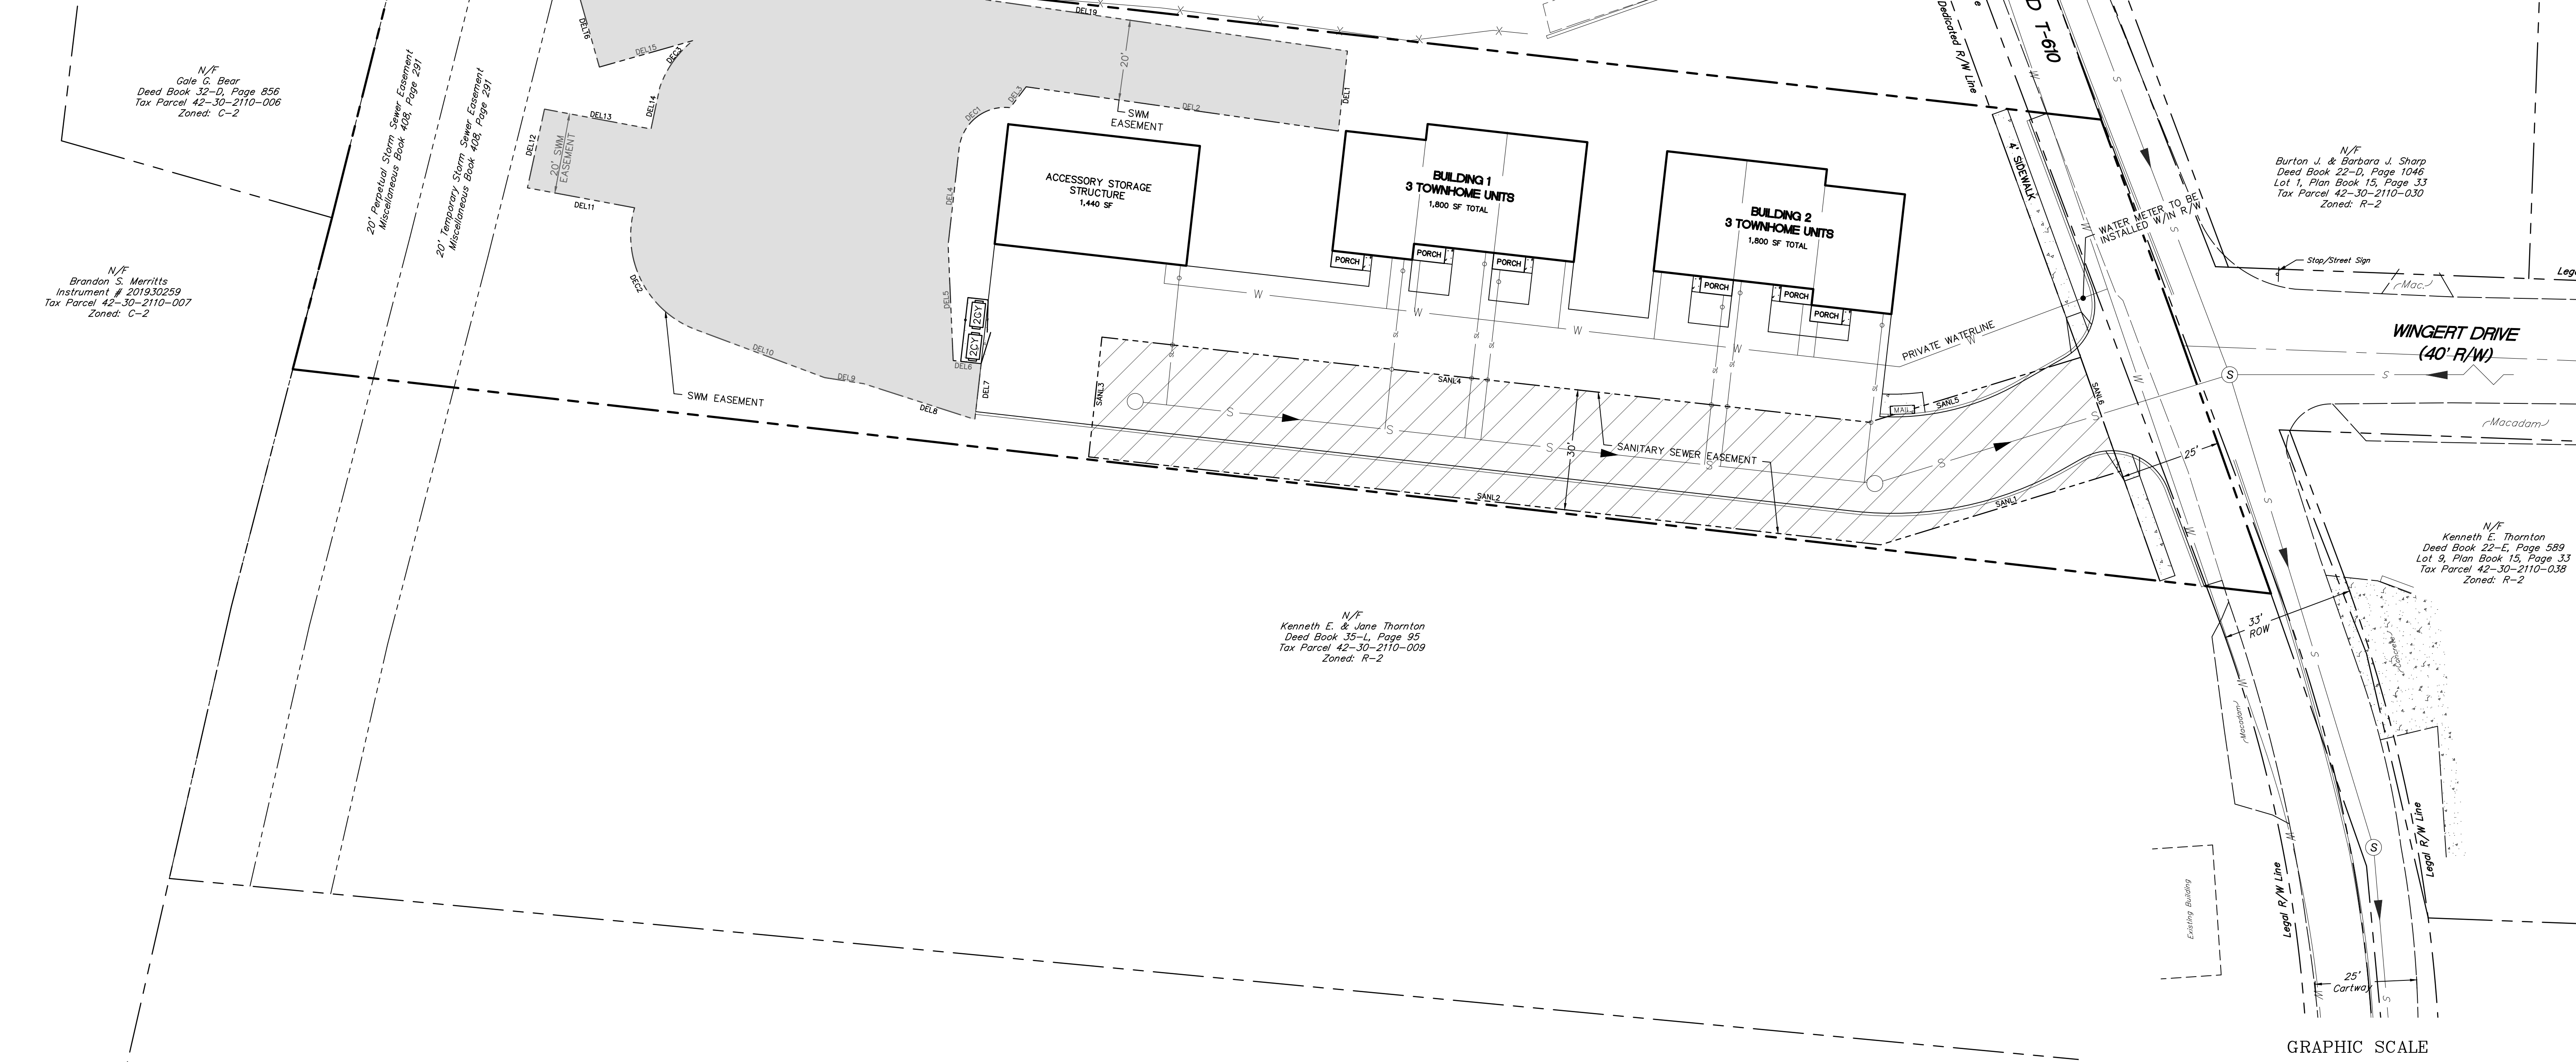 N/F
Gale G. Bear
Deed Book 32-D, Page 856
Tax Parcel 42-30-2110-006
Zoned: C-2
N/F
Brandon S. Merritts
Instrument # 201930259
Tax Parcel 42-30-2110-007
Zoned: C-2
20' Perpetual Storm Sewer Easement
Miscellaneous Book 408, Page 291
20' Temporary Storm Sewer Easement
Miscellaneous Book 408, Page 291
DEL16
DEL15
DEC3
DEL14
DEL13
DEL12
20' SWM
EASEMENT
DEL11
DEC2
DEL10
DEL9
DEL8
DEL7
DEL6
DEL5
DEL4
DEC1
DEL3
DEL2
DEL1
DEL19
20'
SWM
EASEMENT
SWM EASEMENT
2CY
2CY
ACCESSORY STORAGE
STRUCTURE
1,440 SF
BUILDING 1
3 TOWNHOME UNITS
1,800 SF TOTAL
PORCH
PORCH
PORCH
BUILDING 2
3 TOWNHOME UNITS
1,800 SF TOTAL
PORCH
PORCH
PORCH
W
W
W
W
W
PRIVATE WATERLINE
MAIL
SANL3
SANL4
SANL5
SANL6
SANL1
SANL2
30'
SANITARY SEWER EASEMENT
S
S
S
S
S
S
N/F
Kenneth E. & Jane Thornton
Deed Book 35-L, Page 95
Tax Parcel 42-30-2110-009
Zoned: R-2
Dedicated R/W Line
D T-610
4' SIDEWALK
WATER METER TO BE
INSTALLED W/IN R/W
N/F
Burton J. & Barbara J. Sharp
Deed Book 22-D, Page 1046
Lot 1, Plan Book 15, Page 33
Tax Parcel 42-30-2110-030
Zoned: R-2
Stop/Street Sign
Mac.
Lega
WINGERT DRIVE
(40' R/W)
S
S
Macadam
25'
N/F
Kenneth E. Thornton
Deed Book 22-E, Page 589
Lot 9, Plan Book 15, Page 33
Tax Parcel 42-30-2110-038
Zoned: R-2
33'
ROW
Concrete
Macadam
S
Existing Building
Legal R/W Line
Legal R/W Line
25'
Cartway
GRAPHIC SCALE